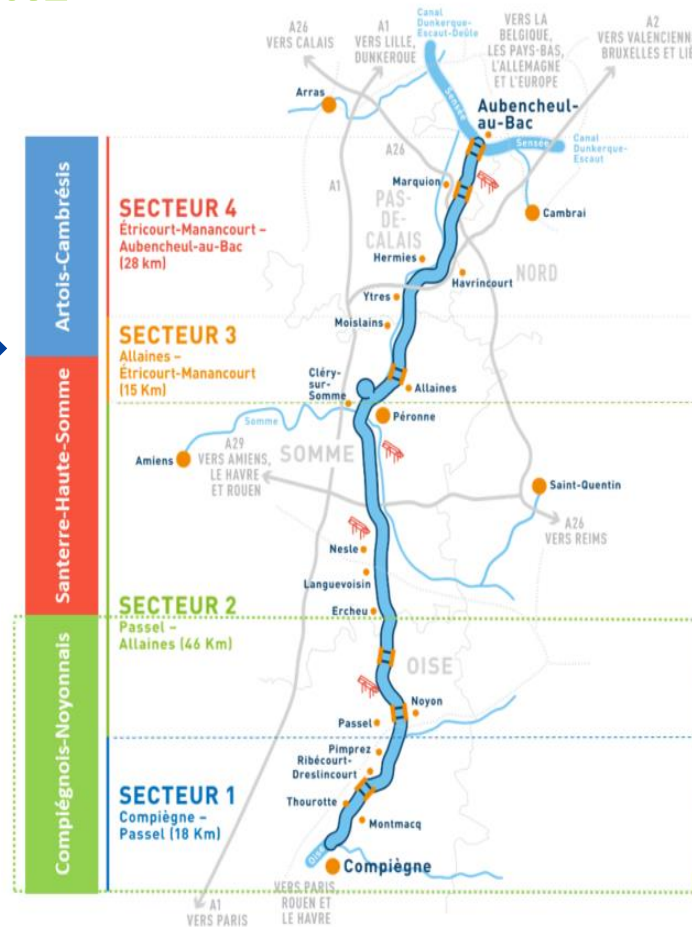 A26
VERS CALAIS
A1
VERS LILLE,
DUNKERQUE
Canal
Dunkerque-
Escaut-Deûle
VERS LA
BELGIQUE,
LES PAYS-BAS,
L'ALLEMAGNE
ET L'EUROPE
A2
VERS VALENCIENN
BRUXELLES ET LIÈ
Arras
Sensée
Aubencheul-
au-Bac
Sensée
Canal
Dunkerque-
Escaut
A26
A1
Marquion
PAS-
DE-
CALAIS
Cambrai
Artois-Cambrésis
SECTEUR 4
Étricourt-Manancourt –
Aubencheul-au-Bac
(28 km)
Hermies
Havrincourt
NORD
Ytres
Moislains
SECTEUR 3
Allaines –
Étricourt-Manancourt
(15 Km)
Cléry-
sur-
Somme
Allaines
Péronne
Santerre-Haute-Somme
Somme
Amiens
A29
VERS AMIENS,
LE HAVRE
ET ROUEN
SOMME
Saint-Quentin
A26
VERS REIMS
Nesle
Languevoisin
Ercheu
SECTEUR 2
Passel –
Allaines (46 Km)
OISE
Noyon
Passel
Compiégnois-Noyonnais
Pimprez
Ribécourt-
Dreslincourt
SECTEUR 1
Compiègne –
Passel (18 Km)
Thourotte
Montmacq
Oise
Compiègne
A1
VERS PARIS
VERS PARIS,
ROUEN ET
LE HAVRE